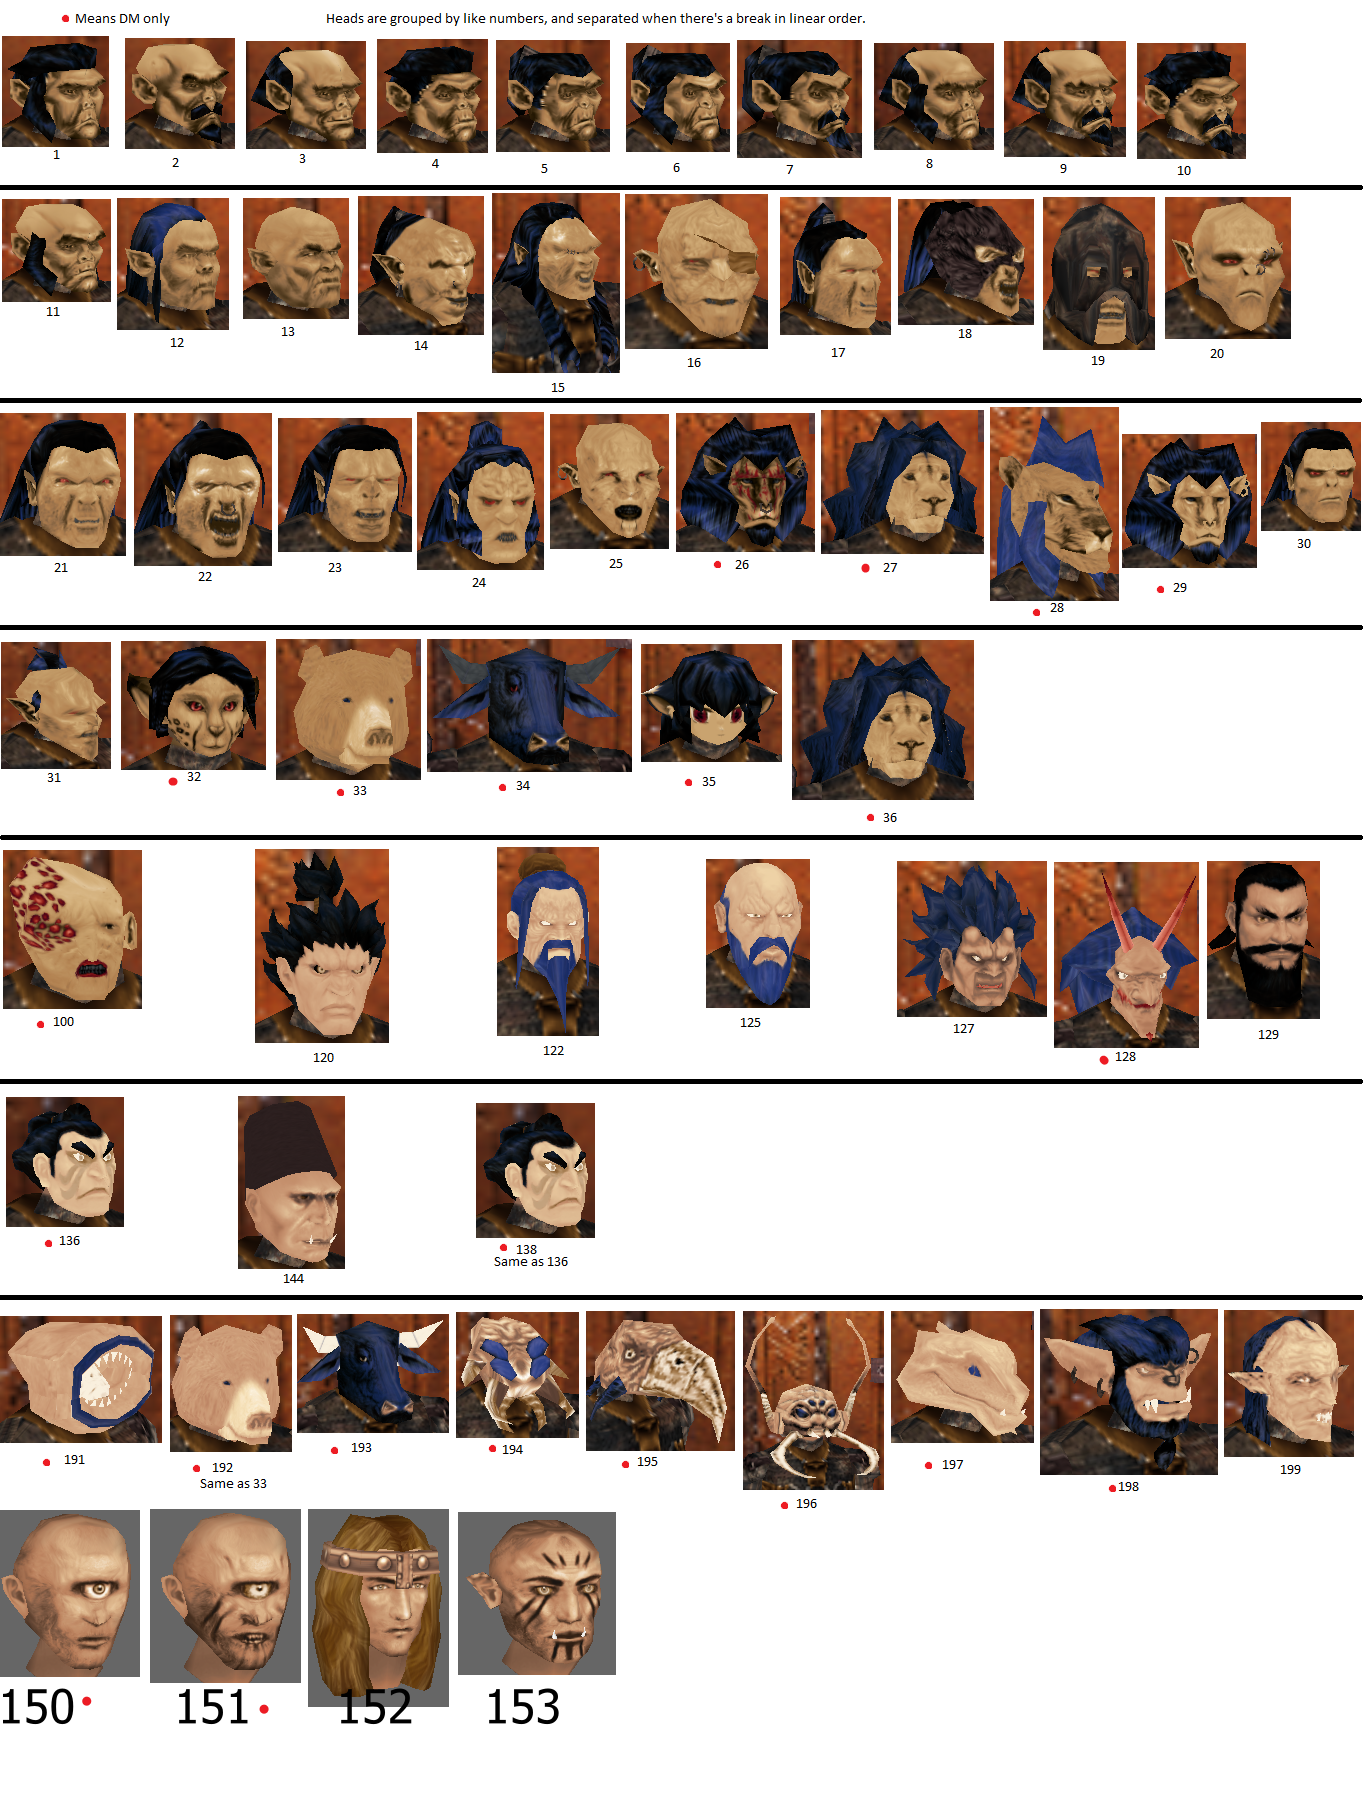 Means DM only
Heads are grouped by like numbers, and separated when there's a break in linear order.
1 2 3 4 5 6 7 8 9 10
11 12 13 14 15 16 17 18 19 20
21 22 23 24 25 26 27 28 29 30
31 32 33 34 35 36
100 120 122 125 127 128 129
136 144 138
Same as 136
191 192 193 194 195 196 197 198 199
Same as 33
150 151 152 153